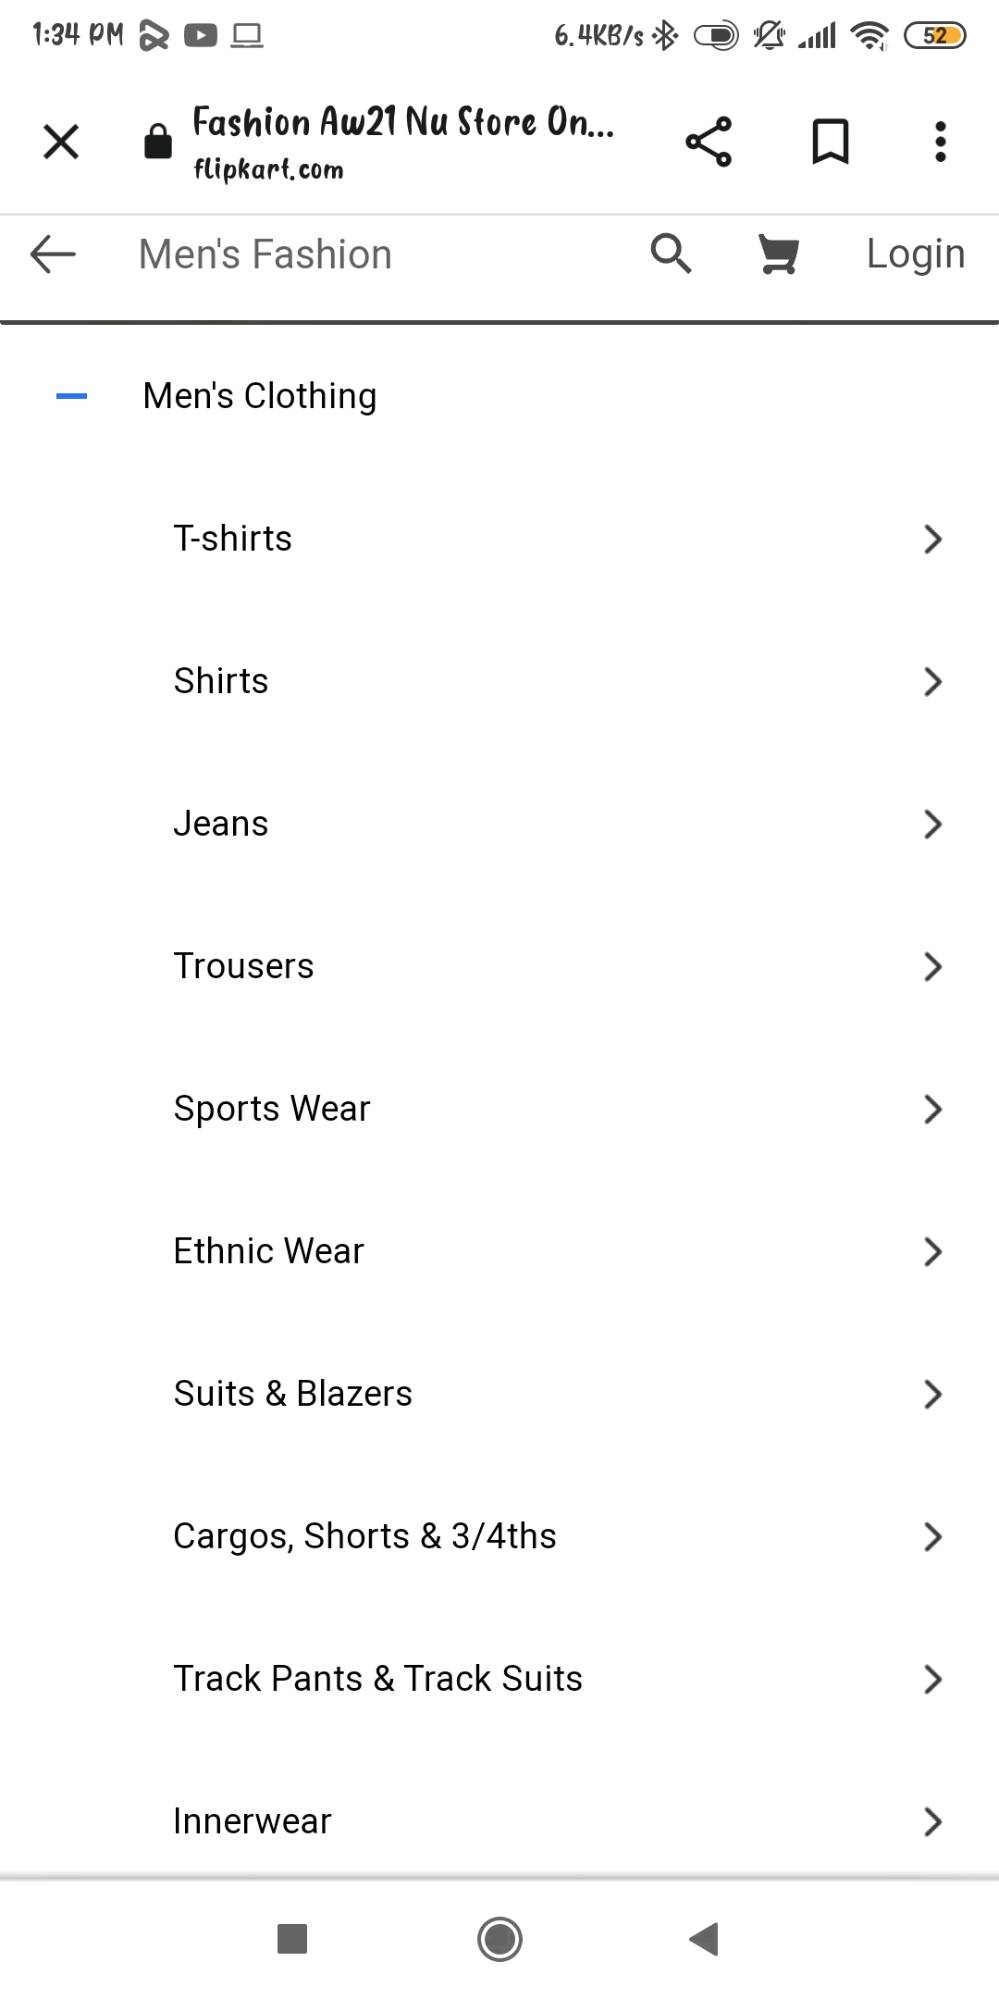 1:34 PM 6.4KB/s 52
Fashion Aw21 Nu Store On...
flipkart.com
Men's Fashion Login
Men's Clothing
T-shirts
Shirts
Jeans
Trousers
Sports Wear
Ethnic Wear
Suits & Blazers
Cargos, Shorts & 3/4ths
Track Pants & Track Suits
Innerwear